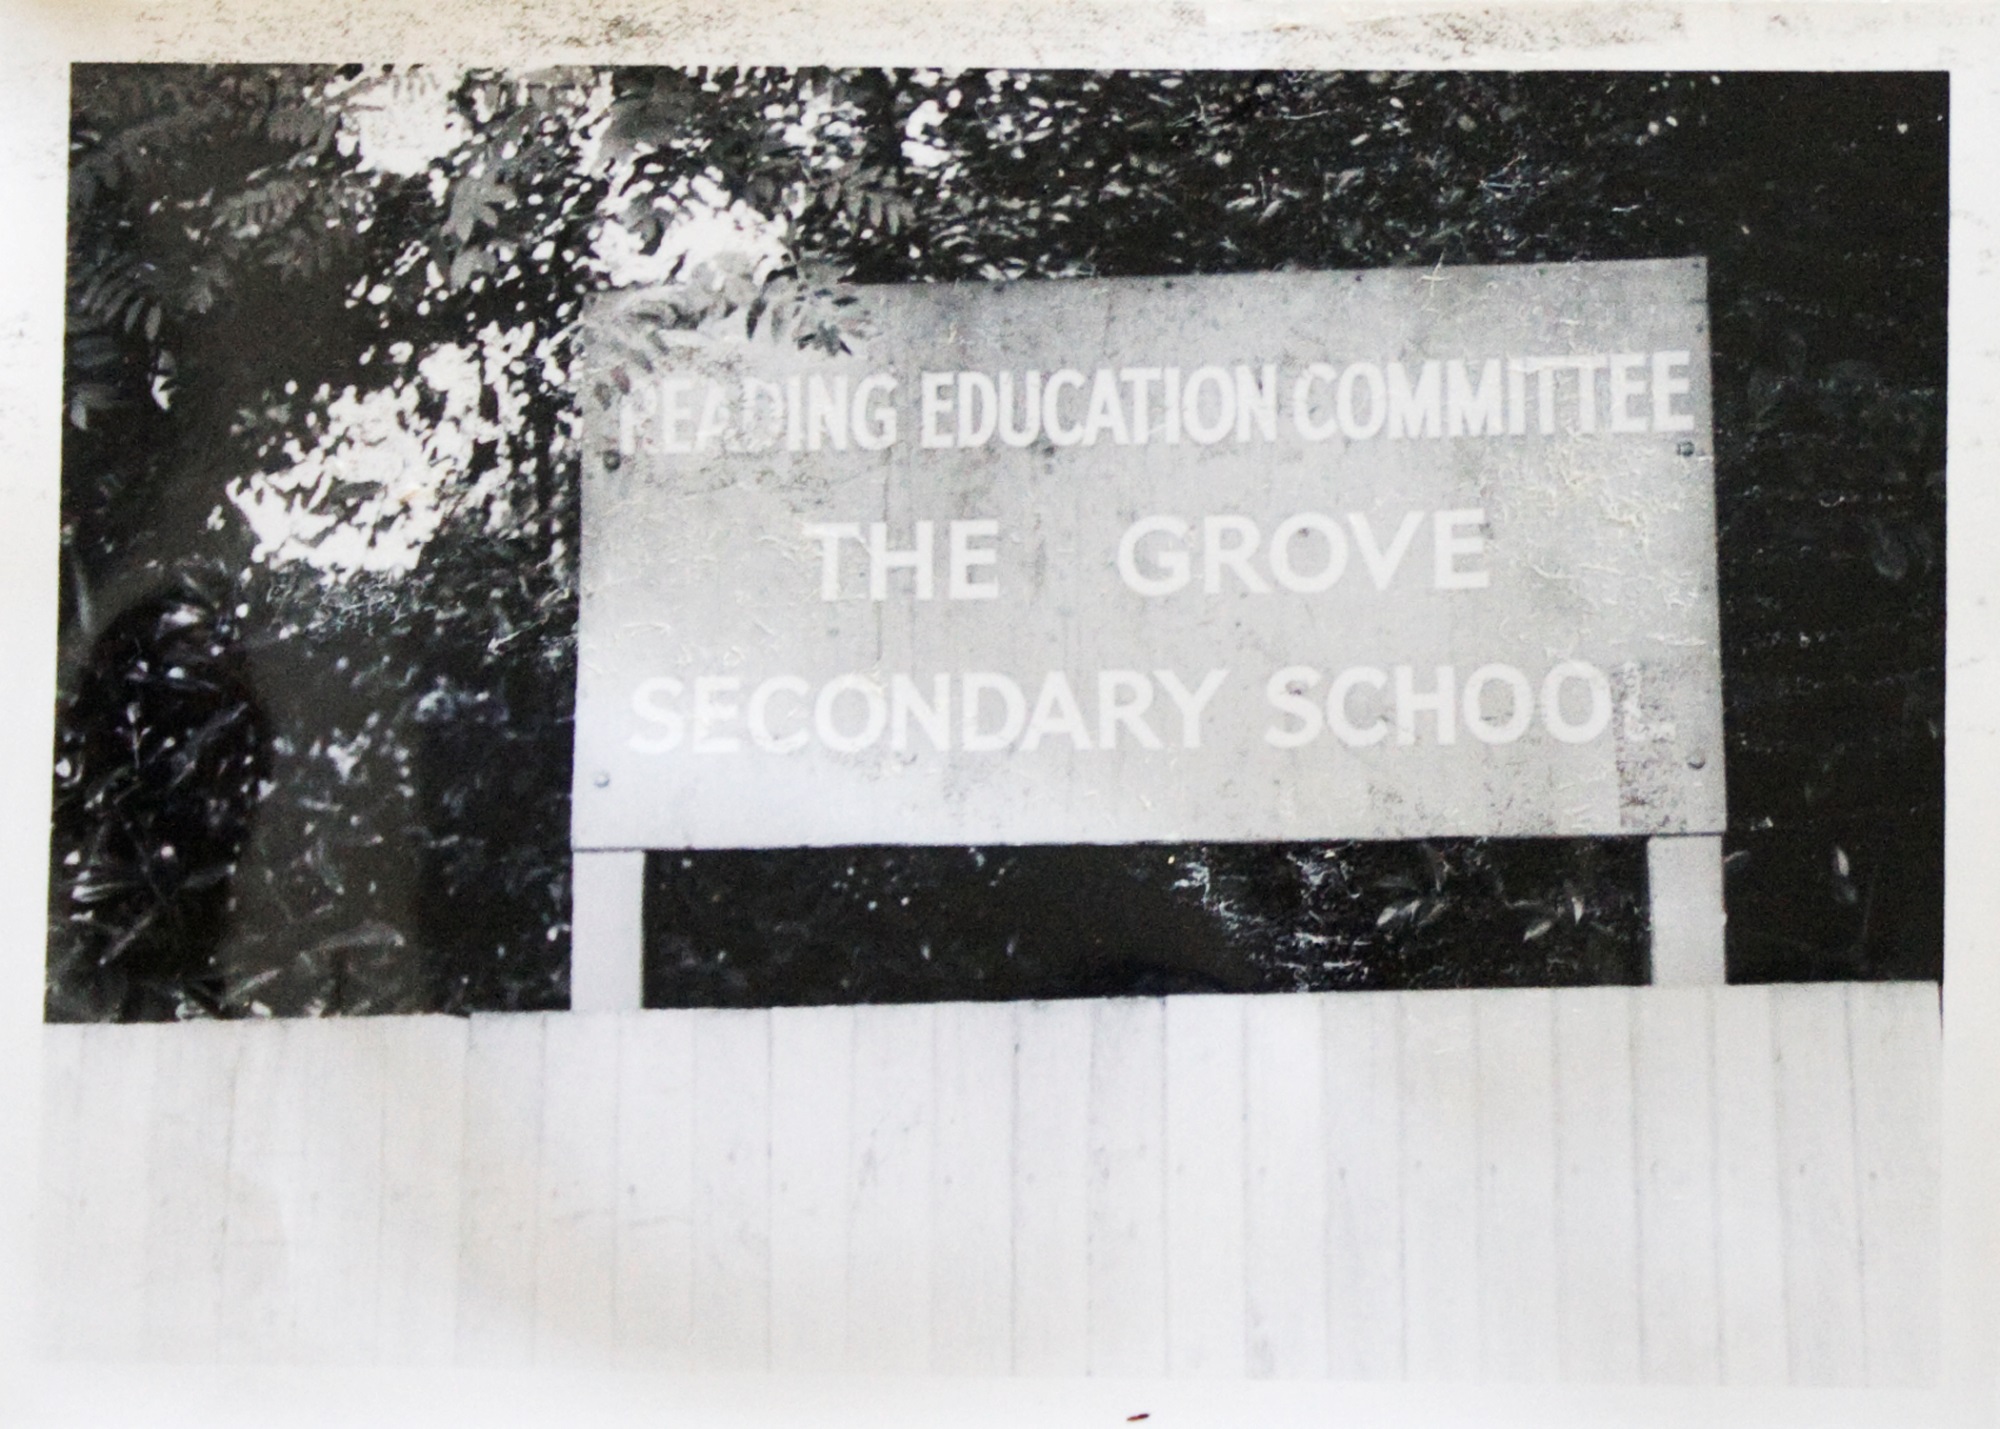 READING EDUCATION COMMITTEE
THE GROVE
SECONDARY SCHOOL